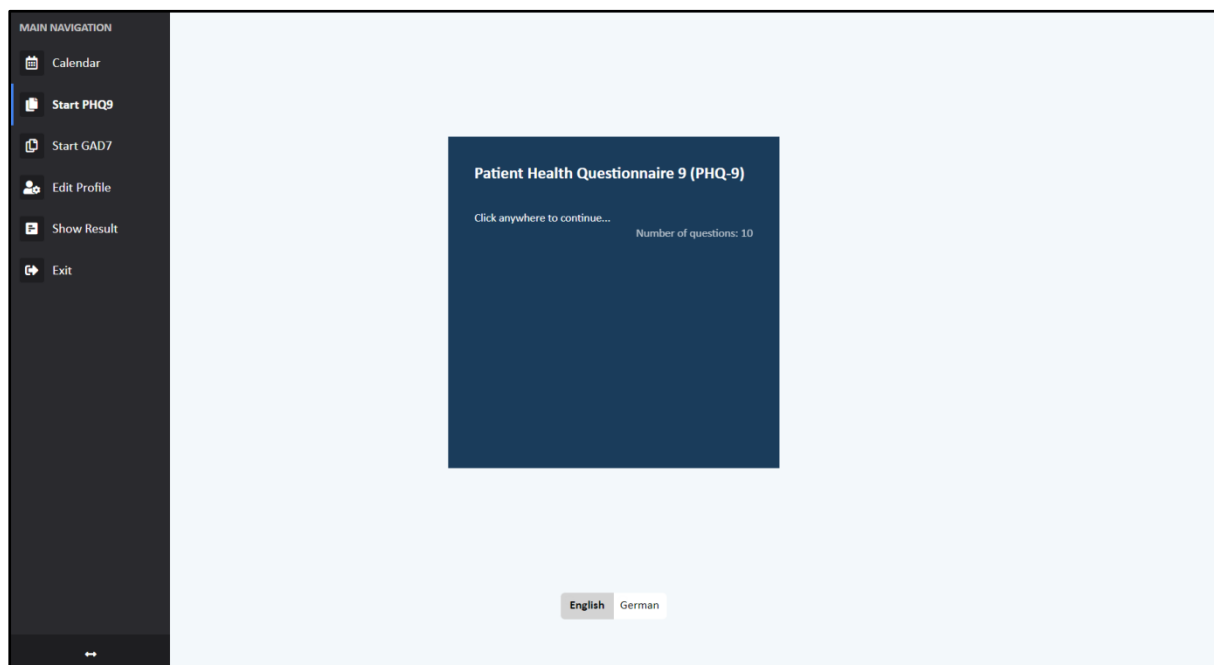 MAIN NAVIGATION
Calendar
Start PHQ9
Start GAD7
Edit Profile
Show Result
Exit
Patient Health Questionnaire 9 (PHQ-9)
Click anywhere to continue...
Number of questions: 10
English German